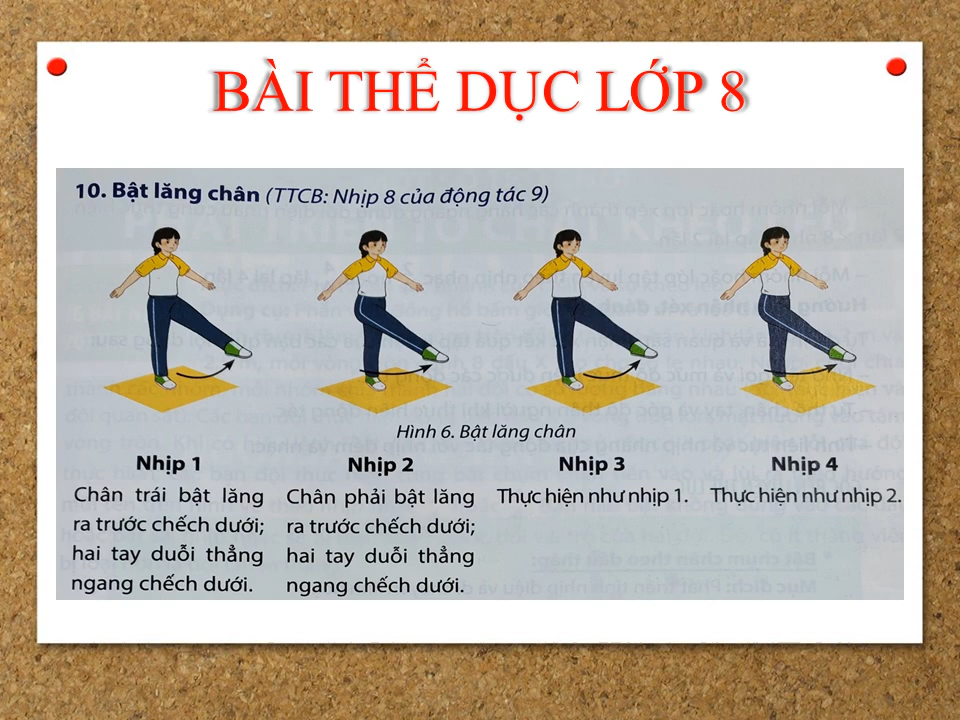 BÀI THỂ DỤC LỚP 8
10. Bật lăng chân (TTCB: Nhịp 8 của động tác 9)
Hình 6. Bật lăng chân
Nhịp 1
Chân trái bật lăng
ra trước chếch dưới;
hai tay duỗi thẳng
ngang chếch dưới.
Nhịp 2
Chân phải bật lăng
ra trước chếch dưới;
hai tay duỗi thẳng
ngang chếch dưới.
Nhịp 3
Thực hiện như nhịp 1.
Nhịp 4
Thực hiện như nhịp 2.